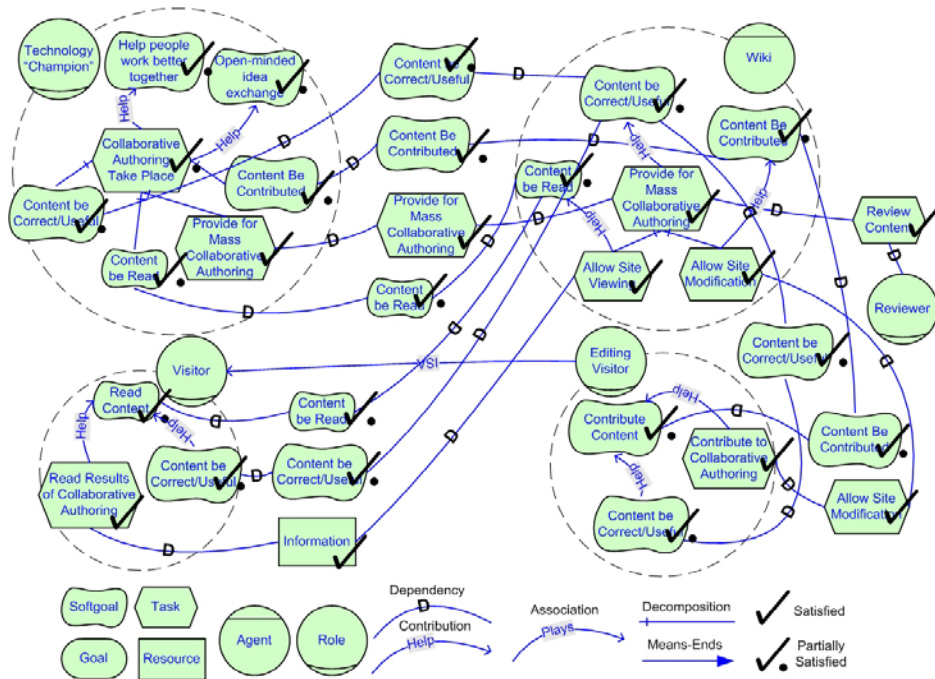 Technology
"Champion"
Help people
work better
together
Open-minded
idea
exchange
Content be
Correct/Useful
D
Content be
Correct/Useful
Wiki
Help
Help
D
Help
Content Be
Contributed
Collaborative
Authoring
Take Place
Content Be
Contributed
D
Content Be
Contributed
D
Content
be Read
Provide for
Mass
Collaborative
Authoring
Help
Content be
Correct/Useful
Provide for
Mass
Collaborative
Authoring
D
Provide for
Mass
Collaborative
Authoring
D
D
Review
Content
Help
Content
be Read
Allow Site
Viewing
Allow Site
Modification
D
D
Content
be Read
D
D
D
Reviewer
Visitor
ISA
Editing
Visitor
Content be
Correct/Useful
D
Read
Content
D
Content
be Read
Help
Help
Contribute
Content
Help
D
Contribute to
Collaborative
Authoring
Content Be
Contributed
D
Read Results
of Collaborative
Authoring
Content be
Correct/Useful
D
Content be
Correct/Useful
Help
D
D
Content be
Correct/Useful
D
Allow Site
Modification
D
Information
Softgoal
Task
Goal
Resource
Agent
Role
Dependency
D
Contribution
Help
Association
Plays
Decomposition
Means-Ends
Satisfied
Partially
Satisfied